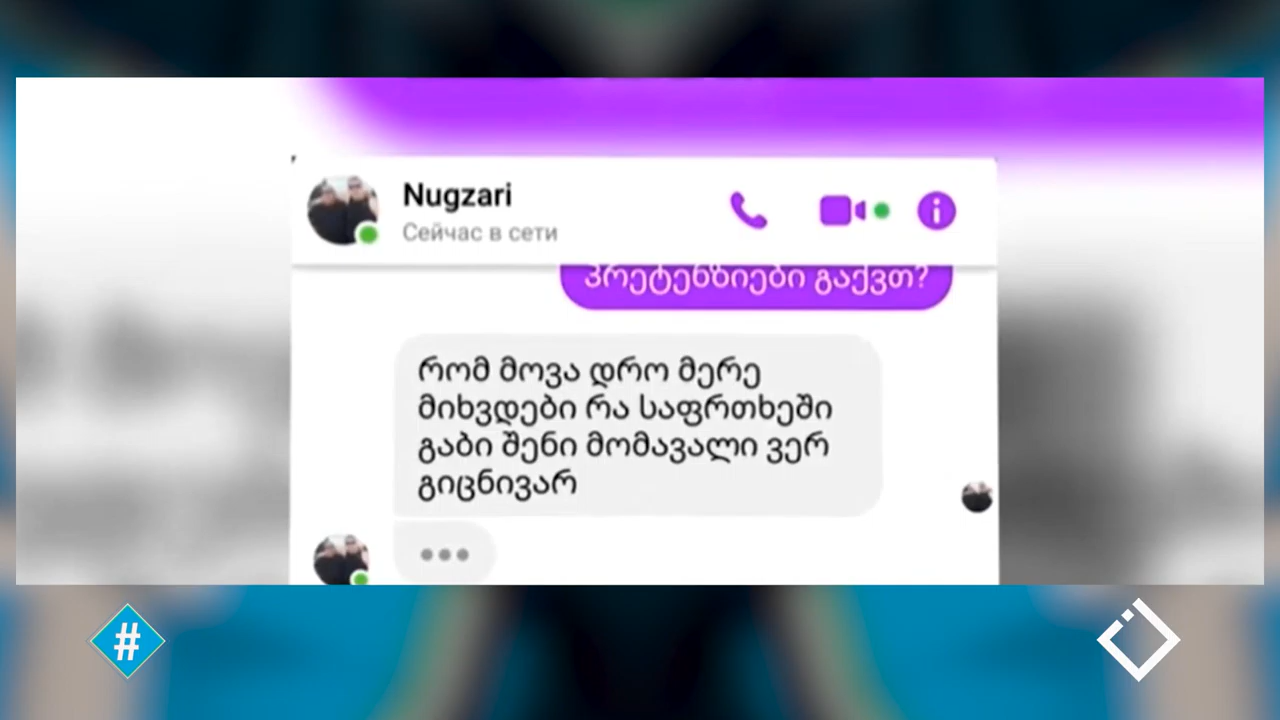 Nugzari
Сейчас в сети
პრეტენზიები გაქვთ?
რომ მოვა დრო მერე
მიხვდები რა საფრთხეში
გაბი შენი მომავალი ვერ
გიცნივარ
#